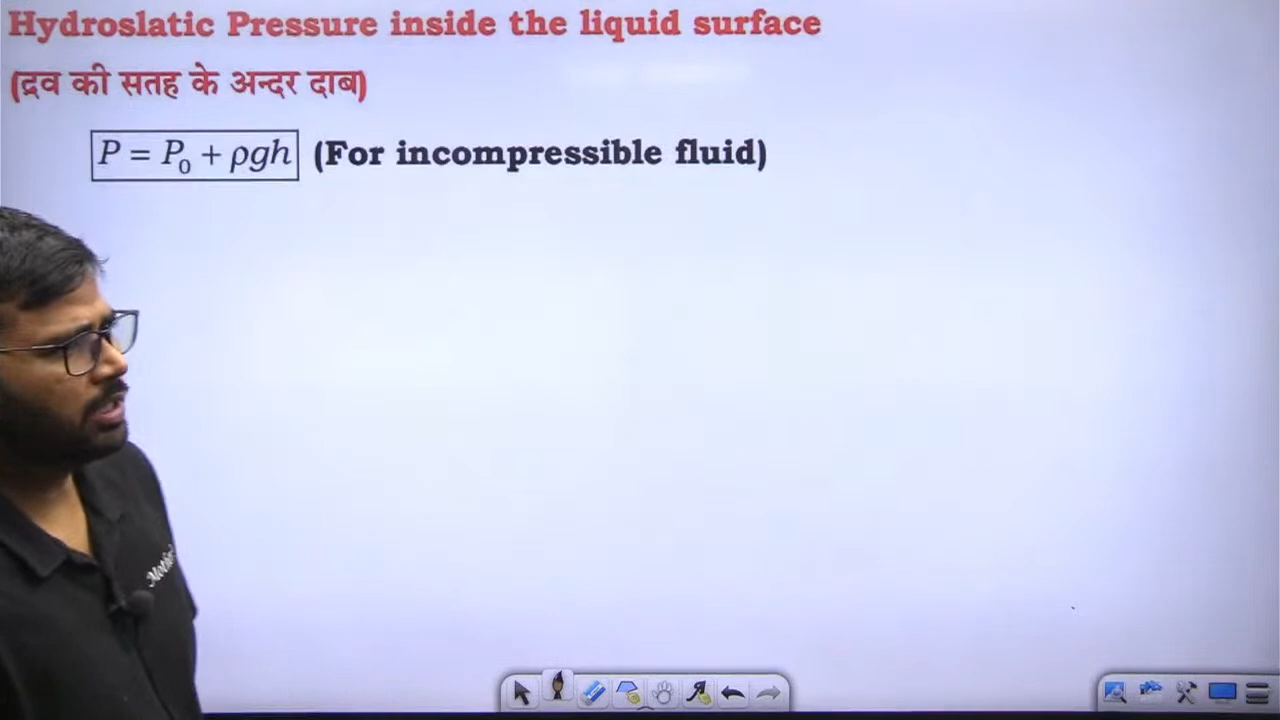 Hydroslatic Pressure inside the liquid surface
(द्रव की सतह के अन्दर दाब)
P = P₀ + ρgh (For incompressible fluid)